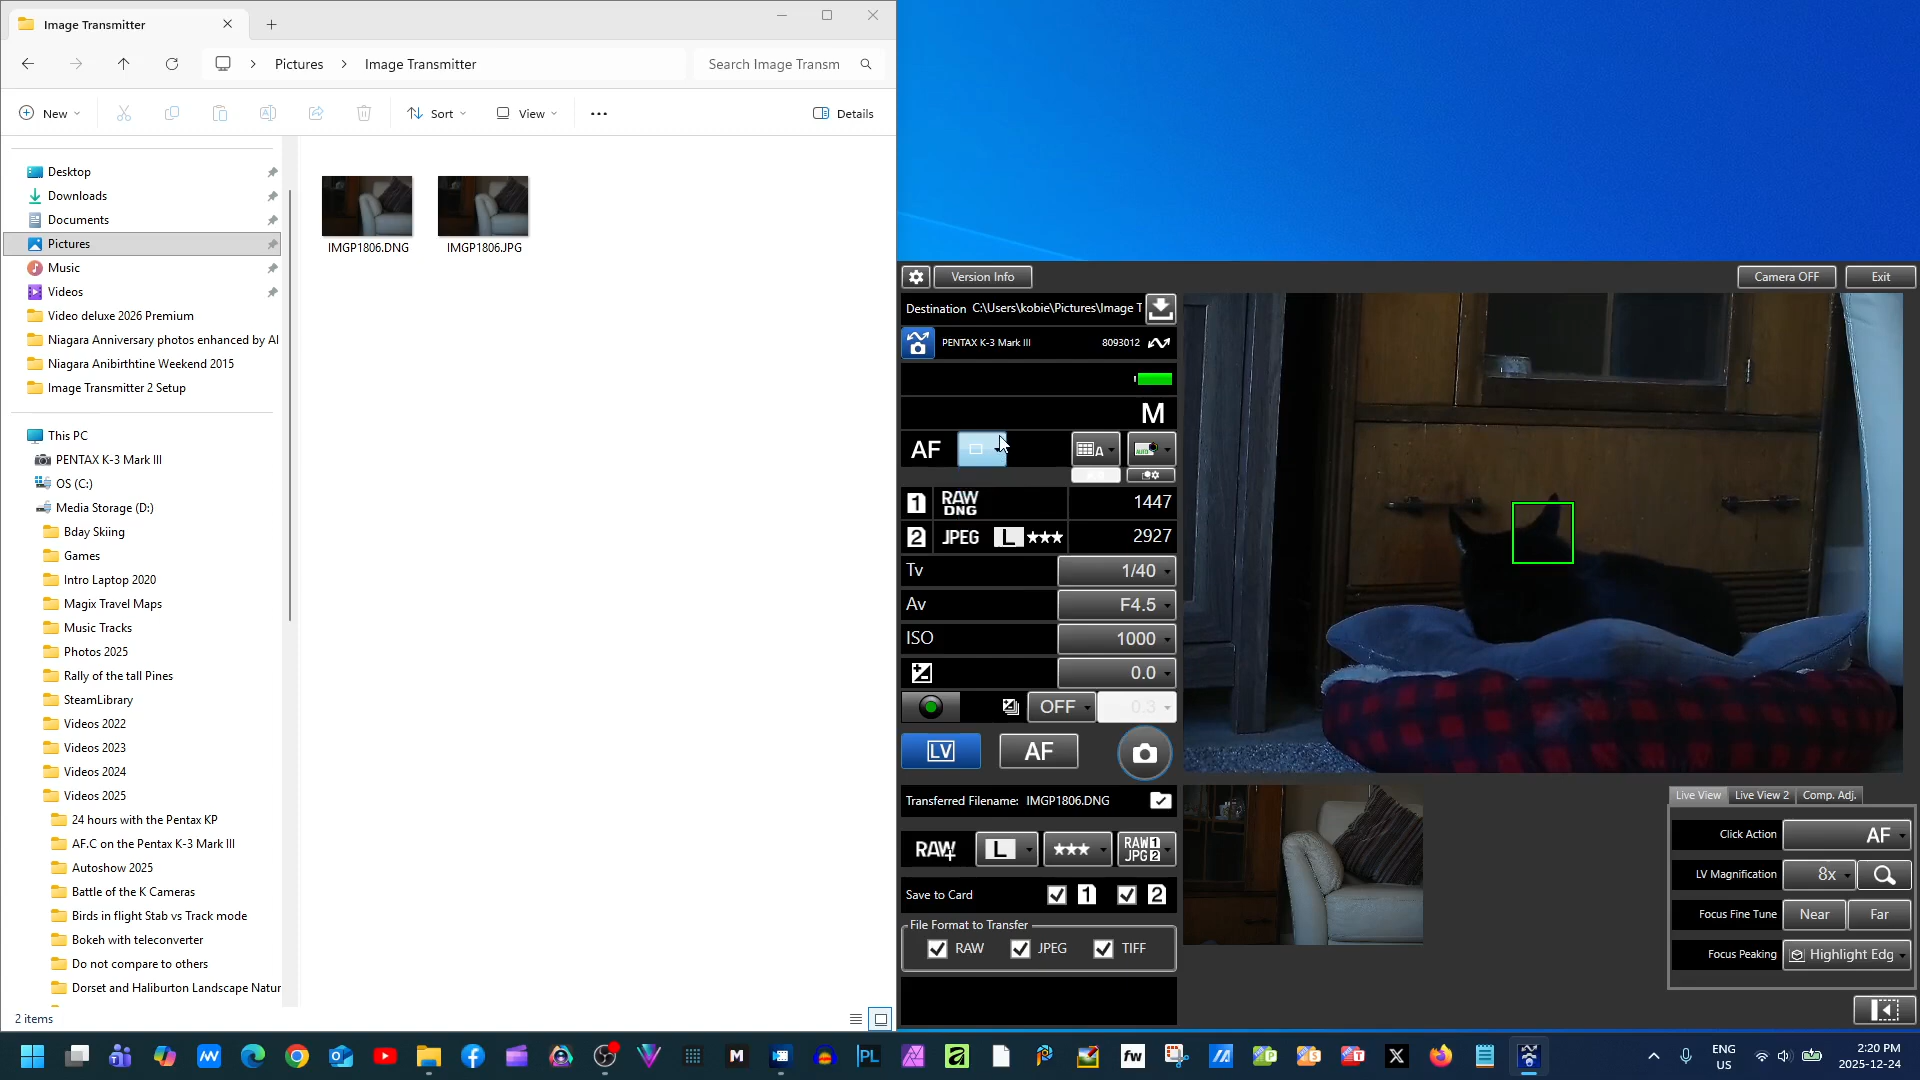 Image Transmitter
Pictures
Image Transmitter
Search Image Transm
New
Sort
View
Details
Desktop
Downloads
Documents
Pictures
Music
Videos
Video deluxe 2026 Premium
Niagara Anniversary photos enhanced by AI
Niagara Anibirthtine Weekend 2015
Image Transmitter 2 Setup
This PC
PENTAX K-3 Mark III
OS (C:)
Media Storage (D:)
Bday Skiing
Games
Intro Laptop 2020
Magix Travel Maps
Music Tracks
Photos 2025
Rally of the tall Pines
SteamLibrary
Videos 2022
Videos 2023
Videos 2024
Videos 2025
24 hours with the Pentax KP
AF.C on the Pentax K-3 Mark III
Autoshow 2025
Battle of the K Cameras
Birds in flight Stab vs Track mode
Bokeh with teleconverter
Do not compare to others
Dorset and Haliburton Landscape Natur
2 items
IMGP1806.DNG
IMGP1806.JPG
Version Info
Camera OFF
Exit
Destination C:\Users\kobie\Pictures\Image T
PENTAX K-3 Mark III 8093012
M
AF
A
AUTO
1 RAW DNG 1447
2 JPEG L ★★★ 2927
Tv 1/40
Av F4.5
ISO 1000
0.0
OFF 0.3
LV AF
Transferred Filename: IMGP1806.DNG
RAW+ L ★★★ RAW1 JPG2
Save to Card 1 2
File Format to Transfer
RAW JPEG TIFF
Live View Live View 2 Comp. Adj.
Click Action AF
LV Magnification 8x
Focus Fine Tune Near Far
Focus Peaking Highlight Edg
M
PL
fw
X
ENG
US
2:20 PM
2025-12-24